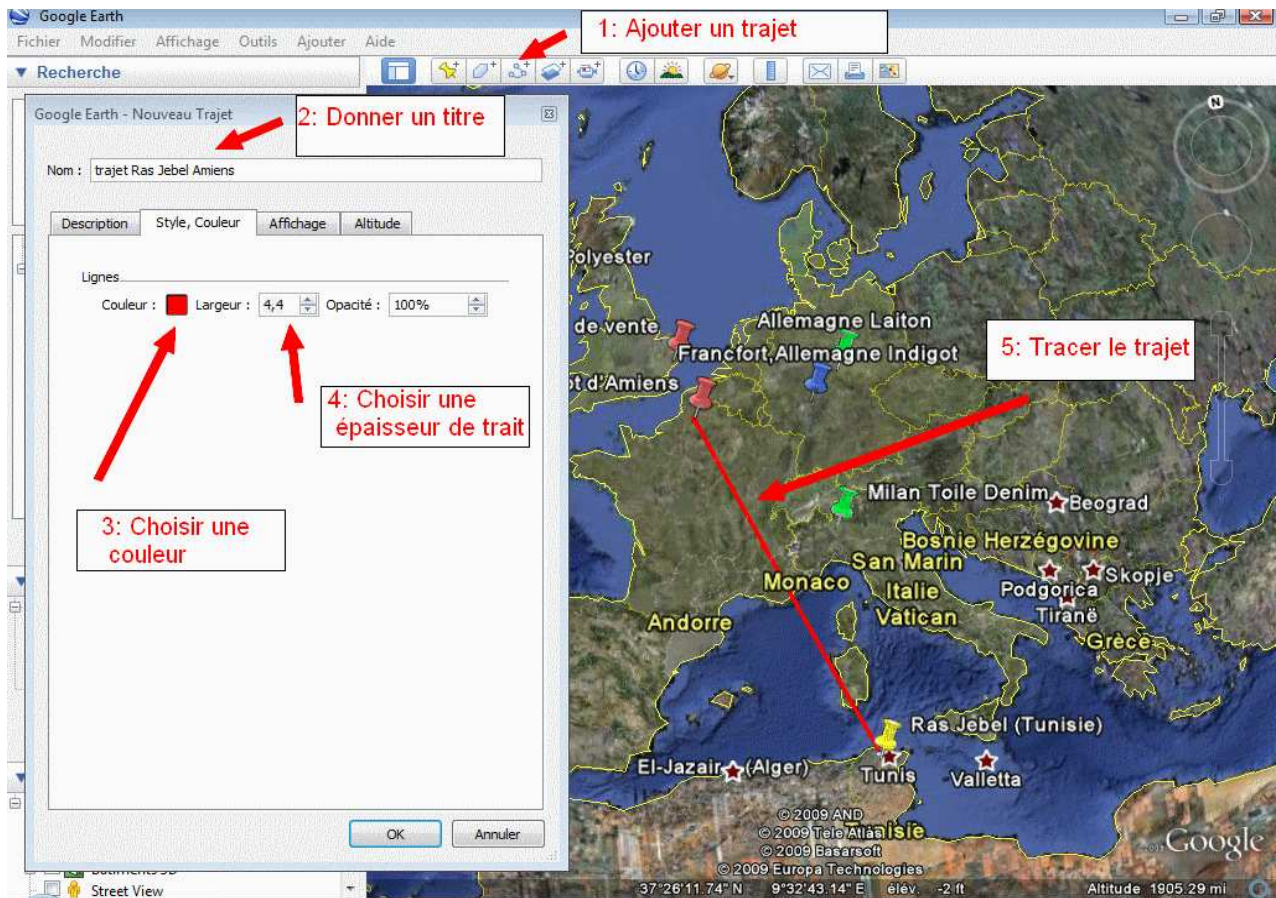 Google Earth
Fichier Modifier Affichage Outils Ajouter Aide
1: Ajouter un trajet
Recherche
Google Earth - Nouveau Trajet
2: Donner un titre
Nom : trajet Ras Jebel Amiens
Description Style, Couleur Affichage Altitude
Lignes
Couleur : Largeur : 4,4 Opacité : 100%
4: Choisir une
épaisseur de trait
3: Choisir une
couleur
OK Annuler
Street View
N
Polyester
de vente
Allemagne Laiton
Francfort,Allemagne Indigot
t d'Amiens
5: Tracer le trajet
Milan Toile Denim
Beograd
Bosnie Herzégovine
San Marin
Skopje
Monaco
Italie
Podgorica
Vatican
Tiranë
Andorre
Grèce
Ras Jebel (Tunisie)
El-Jazair (Alger)
Tunis
Valletta
© 2009 AND
© 2009 Tele Atlas
© 2009 Basarsoft
© 2009 Europa Technologies
Google
37°26'11.74" N 9°32'43.14" E élév. -2 ft Altitude 1905.29 mi